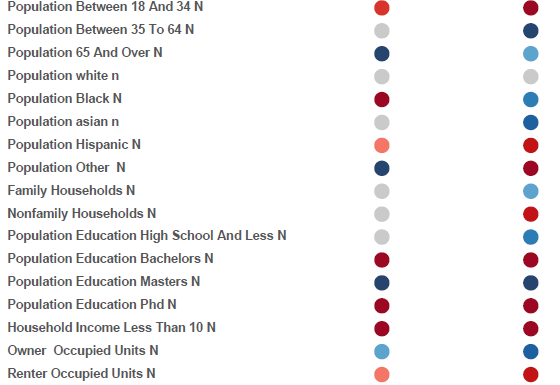 Population Between 18 And 34 N
Population Between 35 To 64 N
Population 65 And Over N
Population white n
Population Black N
Population asian n
Population Hispanic N
Population Other  N
Family Households N
Nonfamily Households N
Population Education High School And Less N
Population Education Bachelors N
Population Education Masters N
Population Education Phd N
Household Income Less Than 10 N
Owner  Occupied Units N
Renter Occupied Units N